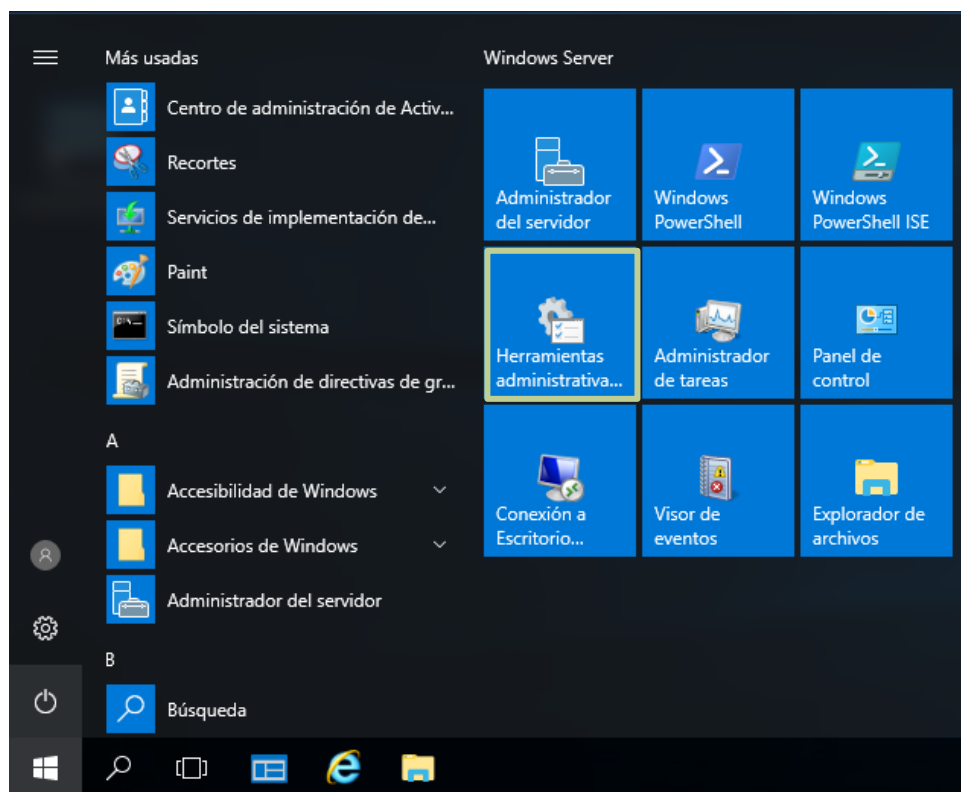 Más usadas
Centro de administración de Activ...
Recortes
Servicios de implementación de...
Paint
Símbolo del sistema
Administración de directivas de gr...
A
Accesibilidad de Windows
Accesorios de Windows
Administrador del servidor
B
Búsqueda
Windows Server
Administrador
del servidor
Windows
PowerShell
Windows
PowerShell ISE
Herramientas
administrativa...
Administrador
de tareas
Panel de
control
Conexión a
Escritorio...
Visor de
eventos
Explorador de
archivos